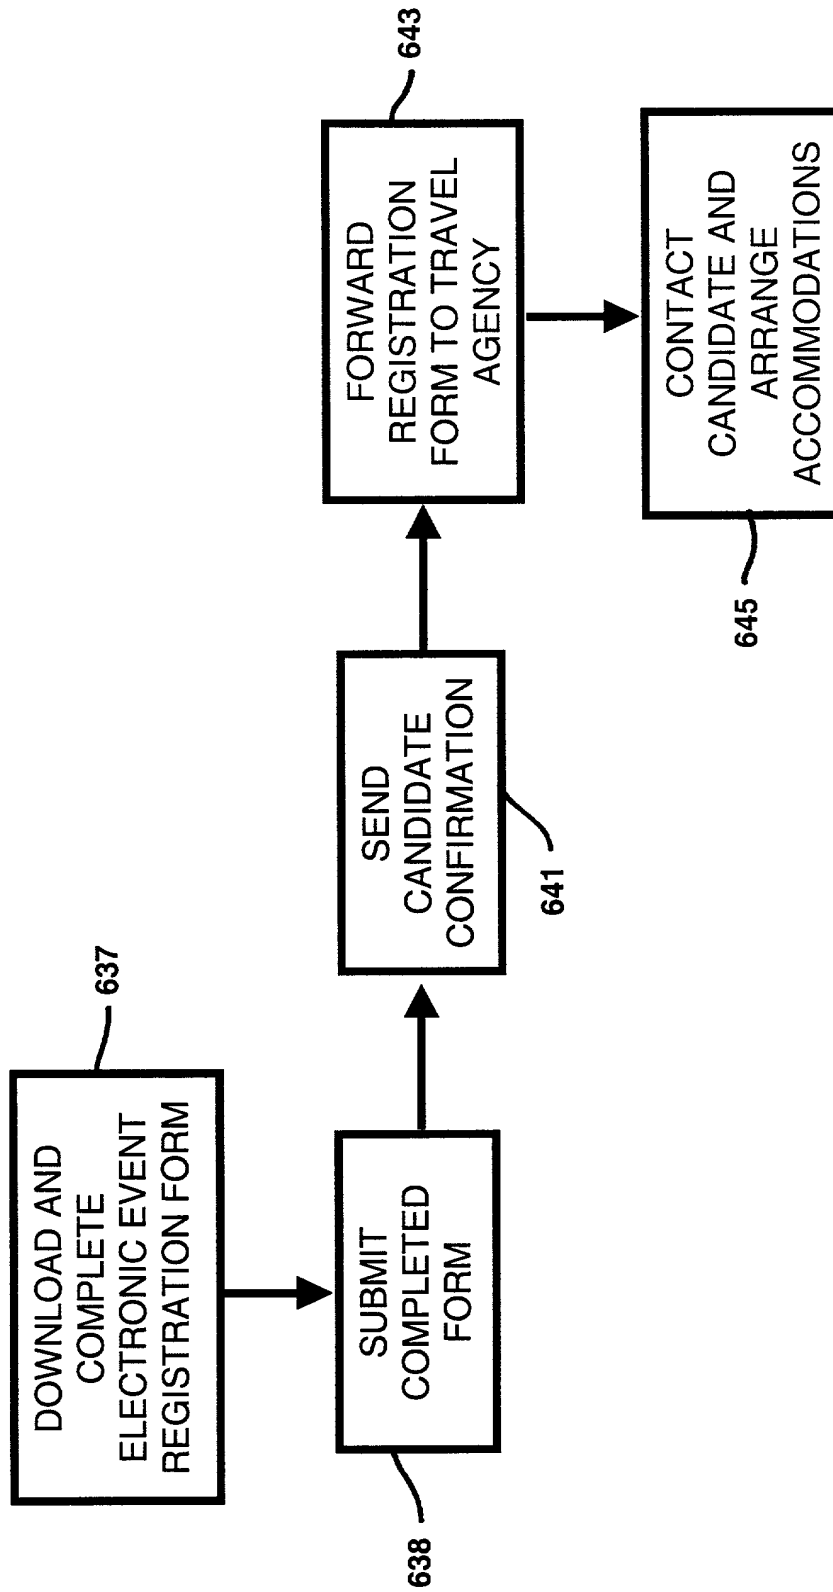 DOWNLOAD AND
COMPLETE
ELECTRONIC EVENT
REGISTRATION FORM
637
SUBMIT
COMPLETED
FORM
638
SEND
CANDIDATE
CONFIRMATION
641
FORWARD
REGISTRATION
FORM TO TRAVEL
AGENCY
643
CONTACT
CANDIDATE AND
ARRANGE
ACCOMMODATIONS
645